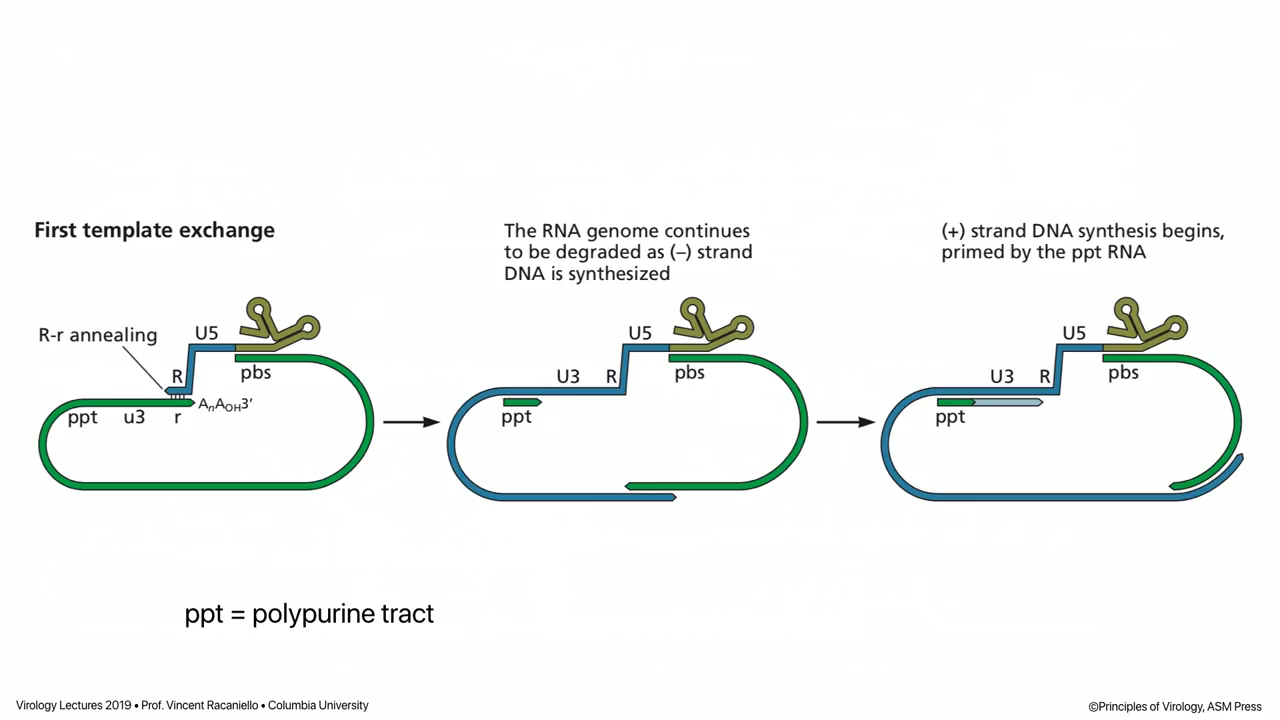 First template exchange
R-r annealing
U5
R
pbs
AnAOH3′
ppt u3 r
The RNA genome continues
to be degraded as (–) strand
DNA is synthesized
U5
U3 R
pbs
ppt
(+) strand DNA synthesis begins,
primed by the ppt RNA
U5
U3 R
pbs
ppt
ppt = polypurine tract
Virology Lectures 2019 • Prof. Vincent Racaniello • Columbia University
©Principles of Virology, ASM Press